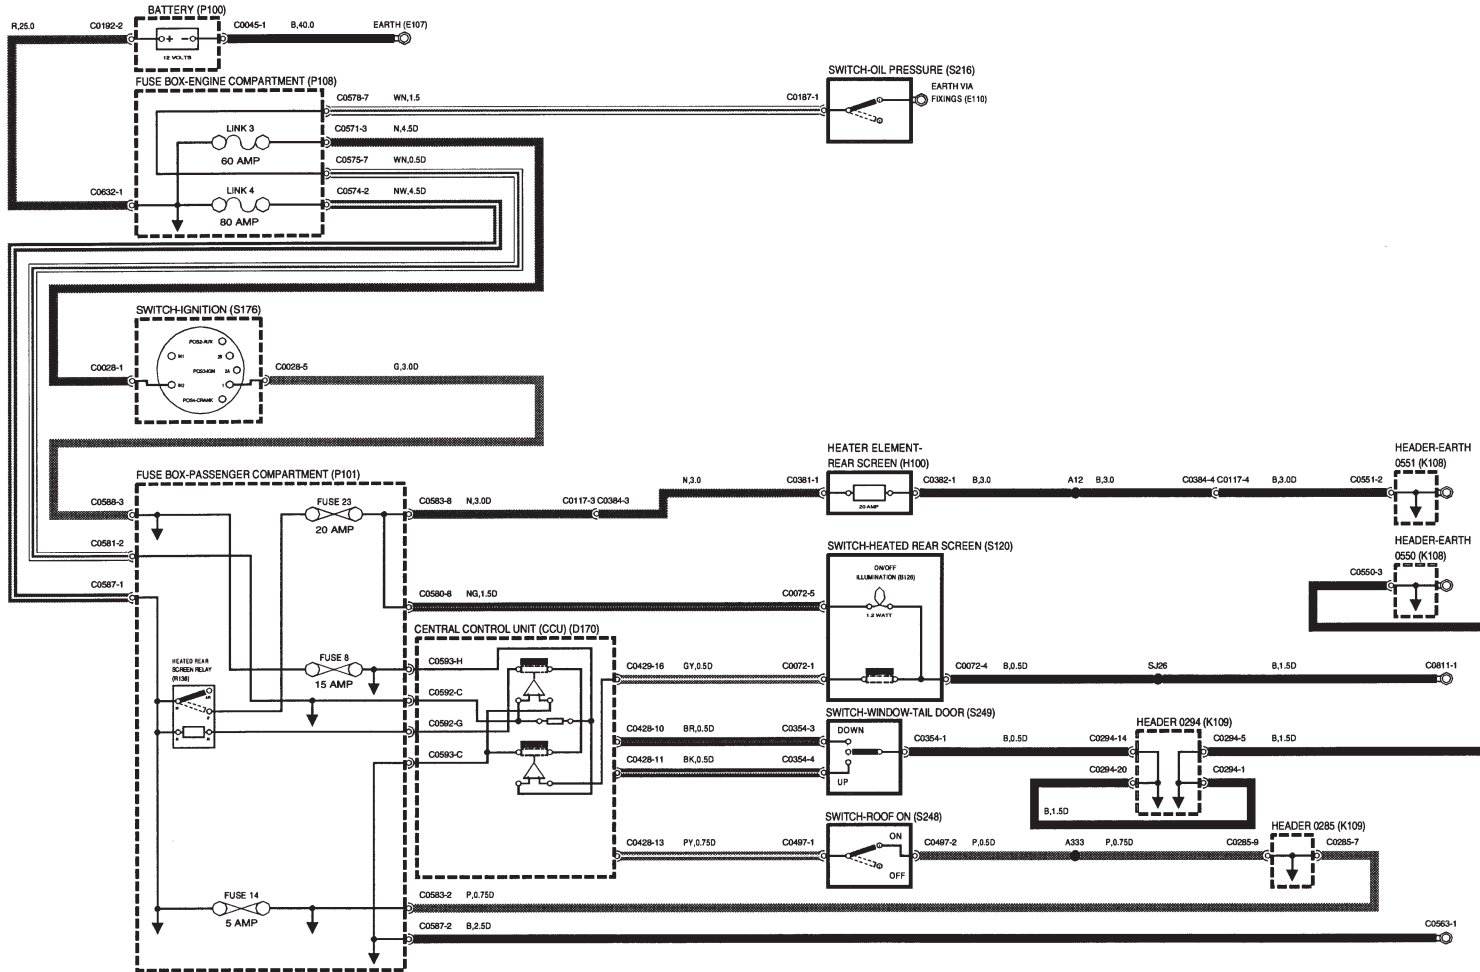 BATTERY (P100)
R,25.0
C0192-2
C0045-1
B,40.0
EARTH (E107)
+ -
12 VOLTS
FUSE BOX-ENGINE COMPARTMENT (P108)
C0578-7
WN,1.5
LINK 3
60 AMP
C0571-3
N,4.5D
C0575-7
WN,0.5D
C0632-1
LINK 4
80 AMP
C0574-2
NW,4.5D
SWITCH-OIL PRESSURE (S216)
C0187-1
EARTH VIA
FIXINGS (E110)
SWITCH-IGNITION (S176)
POS2-AUX
IN1
2B
POS3-IGN
2A
IN2
1
POS4-CRANK
C0028-1
C0028-5
G,3.0D
FUSE BOX-PASSENGER COMPARTMENT (P101)
C0588-3
C0581-2
C0587-1
FUSE 23
20 AMP
C0583-8
N,3.0D
C0117-3 C0384-3
N,3.0
C0381-1
HEATER ELEMENT-
REAR SCREEN (H100)
20 AMP
C0382-1
B,3.0
A12
B,3.0
C0384-4 C0117-4
B,3.0D
C0551-2
HEADER-EARTH
0551 (K108)
HEADER-EARTH
0550 (K108)
C0550-3
SWITCH-HEATED REAR SCREEN (S120)
ON/OFF
ILLUMINATION (B126)
1.2 WATT
C0580-8
NG,1.5D
C0072-5
CENTRAL CONTROL UNIT (CCU) (D170)
HEATED REAR
SCREEN RELAY
(R136)
FUSE 8
15 AMP
C0593-H
C0592-C
C0592-G
C0593-C
C0429-16
GY,0.5D
C0072-1
C0072-4
B,0.5D
SJ26
B,1.5D
C0811-1
SWITCH-WINDOW-TAIL DOOR (S249)
C0428-10
BR,0.5D
C0354-3
DOWN
C0428-11
BK,0.5D
C0354-4
UP
C0354-1
B,0.5D
HEADER 0294 (K109)
C0294-14
C0294-5
B,1.5D
C0294-20
C0294-1
B,1.5D
SWITCH-ROOF ON (S248)
C0428-13
PY,0.75D
C0497-1
ON
OFF
C0497-2
P,0.5D
A333
P,0.75D
HEADER 0285 (K109)
C0285-9
C0285-7
FUSE 14
5 AMP
C0583-2
P,0.75D
C0587-2
B,2.5D
C0563-1